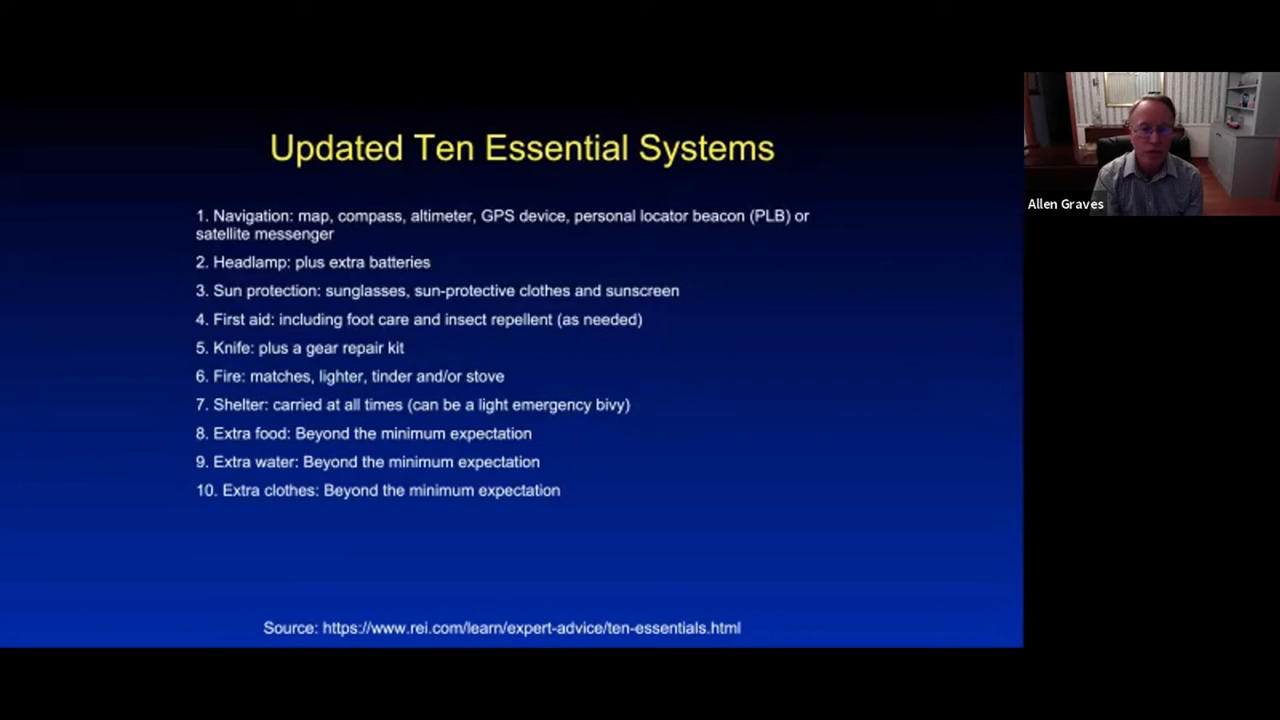 Updated Ten Essential Systems
1. Navigation: map, compass, altimeter, GPS device, personal locator beacon (PLB) or
satellite messenger
2. Headlamp: plus extra batteries
3. Sun protection: sunglasses, sun-protective clothes and sunscreen
4. First aid: including foot care and insect repellent (as needed)
5. Knife: plus a gear repair kit
6. Fire: matches, lighter, tinder and/or stove
7. Shelter: carried at all times (can be a light emergency bivy)
8. Extra food: Beyond the minimum expectation
9. Extra water: Beyond the minimum expectation
10. Extra clothes: Beyond the minimum expectation
Source: https://www.rei.com/learn/expert-advice/ten-essentials.html
Allen Graves